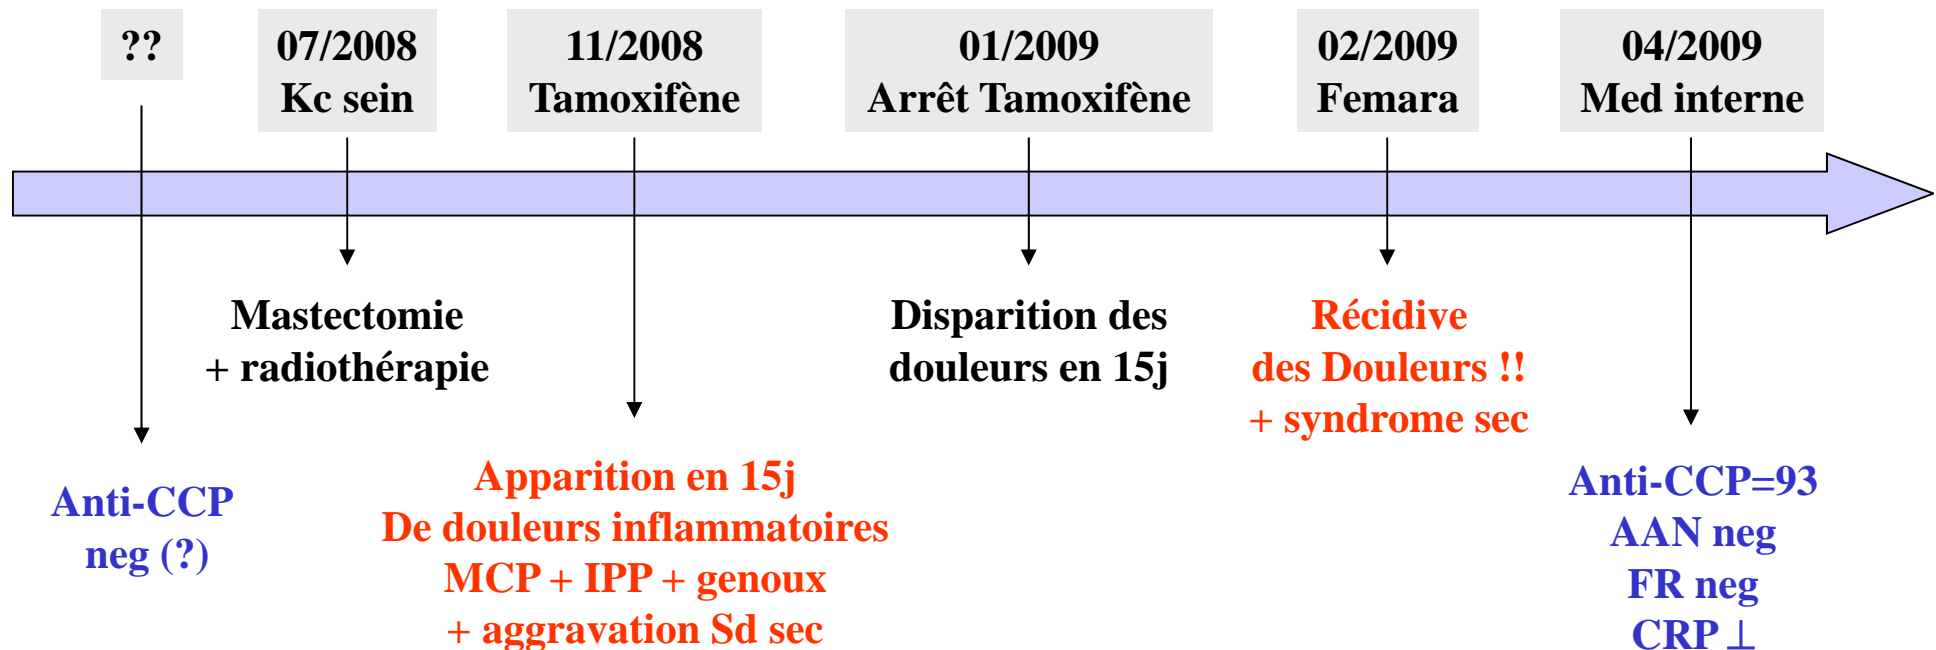 ??
07/2008
Kc sein
11/2008
Tamoxifène
01/2009
Arrêt Tamoxifène
02/2009
Femara
04/2009
Med interne
Mastectomie
+ radiothérapie
Disparition des
douleurs en 15j
Récidive
des Douleurs !!
+ syndrome sec
Anti-CCP
neg (?)
Apparition en 15j
De douleurs inflammatoires
MCP + IPP + genoux
+ aggravation Sd sec
Anti-CCP=93
AAN neg
FR neg
CRP ⊥